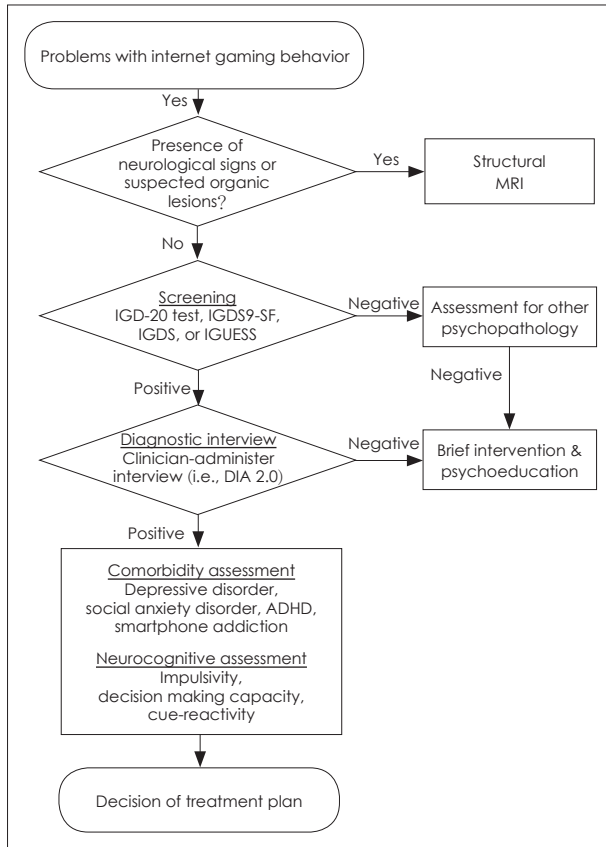 Problems with internet gaming behavior
Yes
Presence of
neurological signs or
suspected organic
lesions?
Yes
Structural
MRI
No
Screening
IGD-20 test, IGDS9-SF,
IGDS, or IGUESS
Negative
Assessment for other
psychopathology
Negative
Positive
Diagnostic interview
Clinician-administer
interview (i.e., DIA 2.0)
Negative
Brief intervention &
psychoeducation
Positive
Comorbidity assessment
Depressive disorder,
social anxiety disorder, ADHD,
smartphone addiction
Neurocognitive assessment
Impulsivity,
decision making capacity,
cue-reactivity
Decision of treatment plan